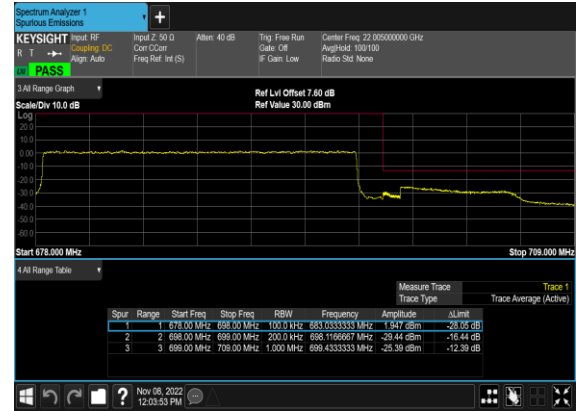 Spectrum Analyzer 1
Spurious Emissions
+
KEYSIGHT Input: RF Input Z: 50 Ω Atten: 40 dB Trig: Free Run Center Freq: 22.005000000 GHz
R T Coupling: DC Corr CCorr Gate: Off Avg|Hold: 100/100
Align: Auto Freq Ref: Int (S) IF Gain: Low Radio Std: None
PASS
3 All Range Graph
Ref Lvl Offset 7.60 dB
Scale/Div 10.0 dB Ref Value 30.00 dBm
Log
20.0
10.0
0.00
-10.0
-20.0
-30.0
-40.0
-50.0
-60.0
Start 678.000 MHz Stop 709.000 MHz
4 All Range Table
Measure Trace Trace 1
Trace Type Trace Average (Active)
Spur Range Start Freq Stop Freq RBW Frequency Amplitude ΔLimit
1 1 678.00 MHz 698.00 MHz 100.0 kHz 683.0333333 MHz 1.947 dBm -28.05 dB
2 2 698.00 MHz 699.00 MHz 200.0 kHz 698.1166667 MHz -29.44 dBm -16.44 dB
3 3 699.00 MHz 709.00 MHz 1.000 MHz 699.4333333 MHz -25.39 dBm -12.39 dB
? Nov 08, 2022
12:03:53 PM